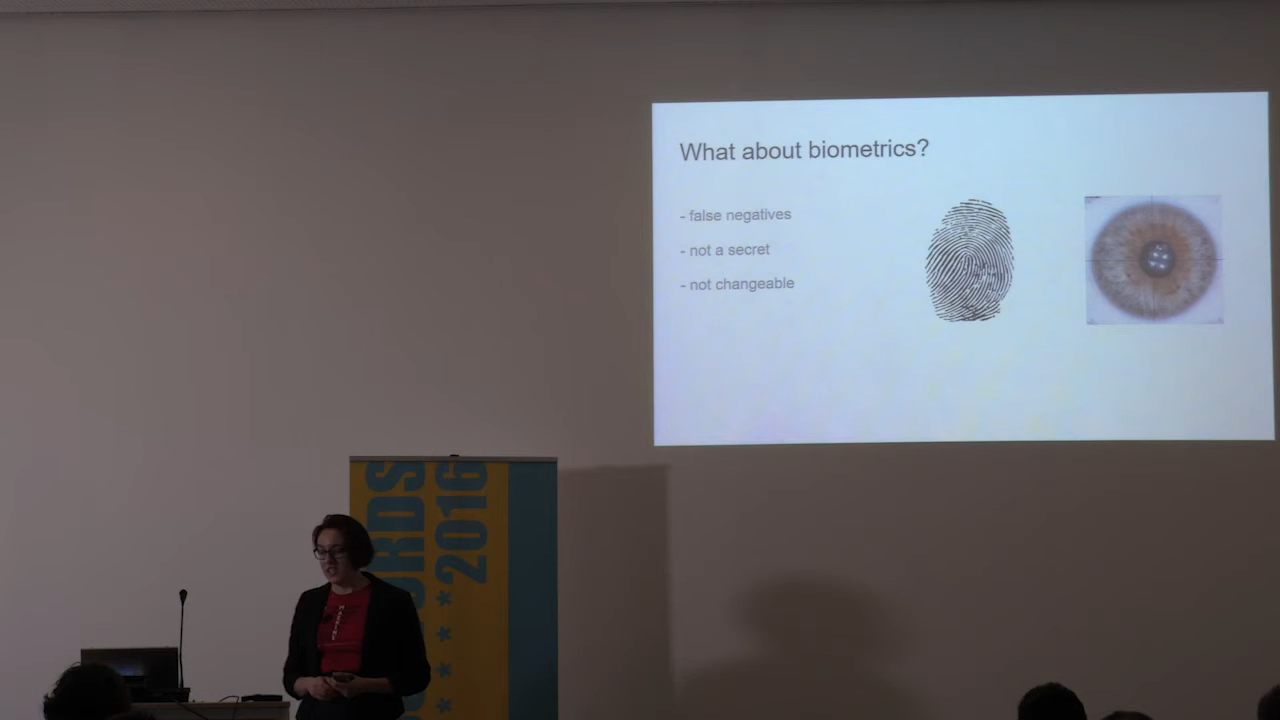 What about biometrics?
- false negatives
- not a secret
- not changeable
2016